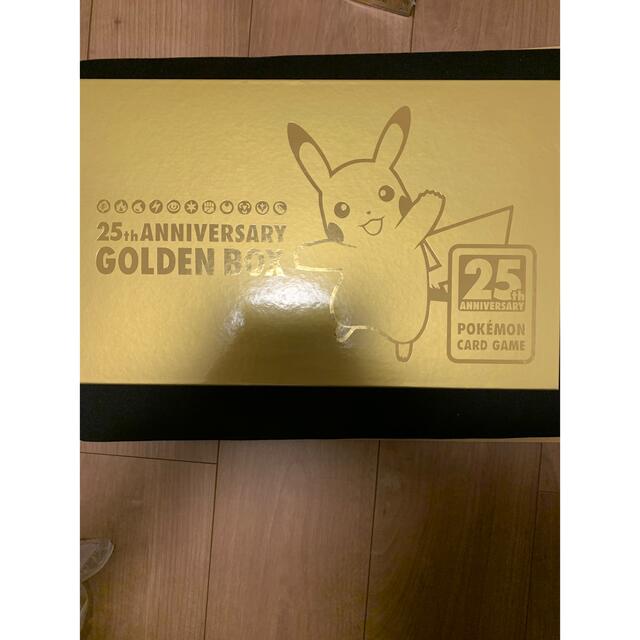 25th ANNIVERSARY
GOLDEN BOX
25th
ANNIVERSARY
POKÉMON
CARD GAME